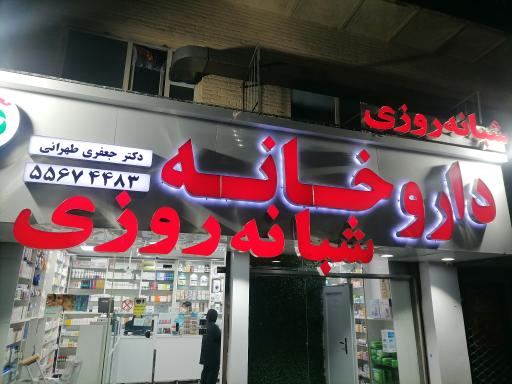 شبانه‌روزی
داروخانه
دکتر جعفری طهرانی
۵۵۶۷۴۴۸۳
شبانه‌روزی